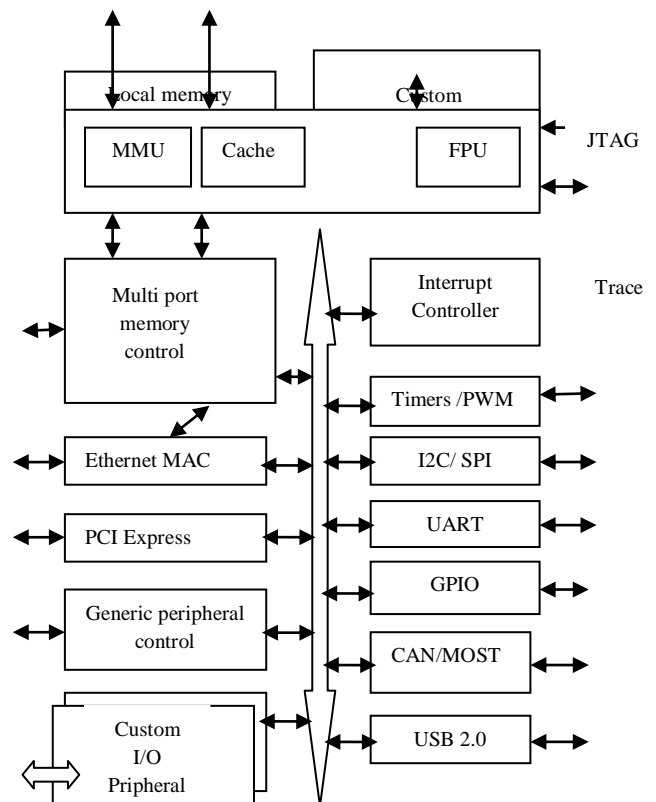 Local memory
Custom
MMU
Cache
FPU
JTAG
Multi port
memory
control
Interrupt
Controller
Trace
Timers /PWM
Ethernet MAC
I2C/ SPI
PCI Express
UART
Generic peripheral
control
GPIO
CAN/MOST
Custom
I/O
Pripheral
USB 2.0